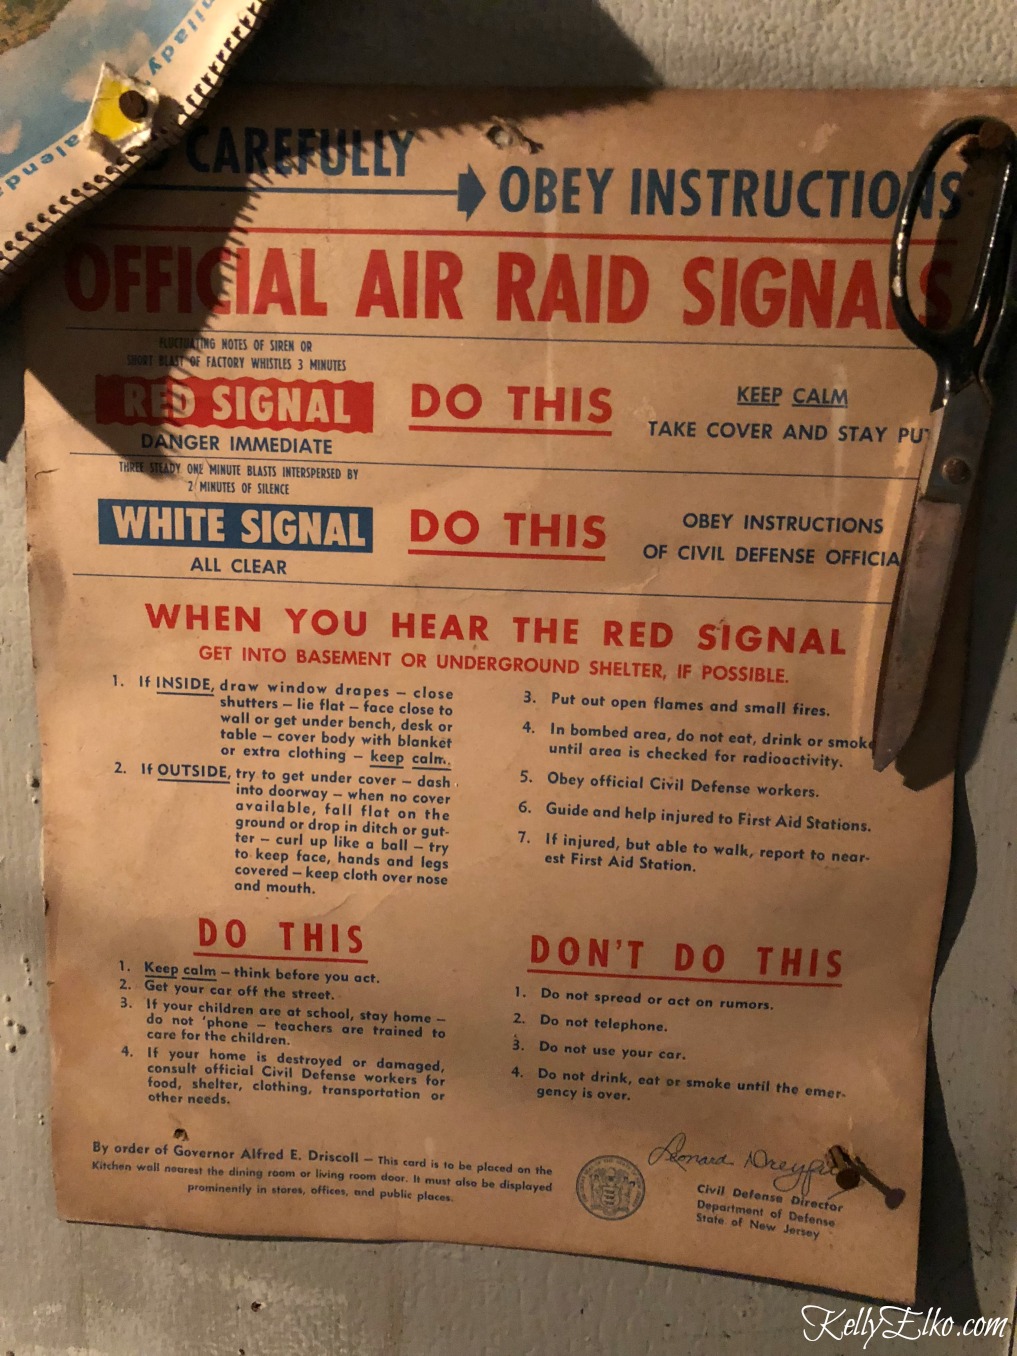 CAREFULLY
OBEY INSTRUCTIONS
OFFICIAL AIR RAID SIGNALS
FLUCTUATING NOTES OF SIREN OR
SHORT BLAST OF FACTORY WHISTLES 3 MINUTES
RED SIGNAL
DANGER IMMEDIATE
DO THIS
KEEP CALM
TAKE COVER AND STAY PUT
THREE STEADY ONE MINUTE BLASTS INTERSPERSED BY
2 MINUTES OF SILENCE
WHITE SIGNAL
ALL CLEAR
DO THIS
OBEY INSTRUCTIONS
OF CIVIL DEFENSE OFFICIA
WHEN YOU HEAR THE RED SIGNAL
GET INTO BASEMENT OR UNDERGROUND SHELTER, IF POSSIBLE.
1. If INSIDE, draw window drapes – close
shutters – lie flat – face close to
wall or get under bench, desk or
table – cover body with blanket
or extra clothing – keep calm.
2. If OUTSIDE, try to get under cover – dash
into doorway – when no cover
available, fall flat on the
ground or drop in ditch or gut-
ter – curl up like a ball – try
to keep face, hands and legs
covered – keep cloth over nose
and mouth.
3. Put out open flames and small fires.
4. In bombed area, do not eat, drink or smoke
until area is checked for radioactivity.
5. Obey official Civil Defense workers.
6. Guide and help injured to First Aid Stations.
7. If injured, but able to walk, report to near-
est First Aid Station.
DO THIS
1. Keep calm – think before you act.
2. Get your car off the street.
3. If your children are at school, stay home –
do not 'phone – teachers are trained to
care for the children.
4. If your home is destroyed or damaged,
consult official Civil Defense workers for
food, shelter, clothing, transportation or
other needs.
DON'T DO THIS
1. Do not spread or act on rumors.
2. Do not telephone.
3. Do not use your car.
4. Do not drink, eat or smoke until the emer-
gency is over.
By order of Governor Alfred E. Driscoll – This card is to be placed on the
Kitchen wall nearest the dining room or living room door. It must also be displayed
prominently in stores, offices, and public places.
Leonard Dreyfus
Civil Defense Director
Department of Defense
State of New Jersey
KellyElko.com